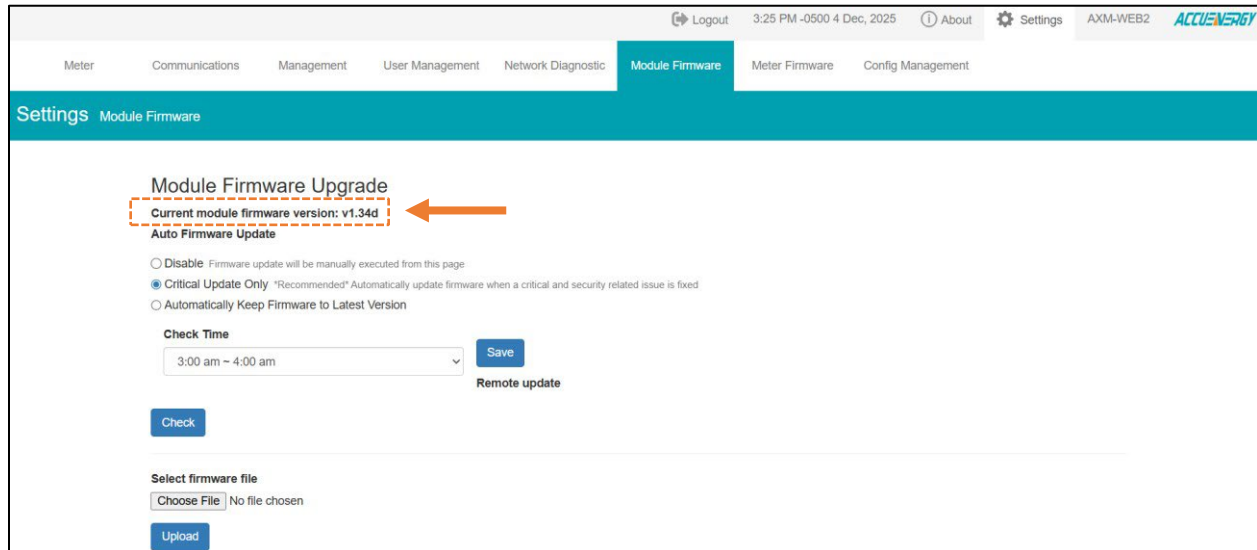 Logout 3:25 PM -0500 4 Dec, 2025 About Settings AXM-WEB2 ACCUENERGY
Meter Communications Management User Management Network Diagnostic Module Firmware Meter Firmware Config Management
Settings Module Firmware
Module Firmware Upgrade
Current module firmware version: v1.34d
Auto Firmware Update
Disable Firmware update will be manually executed from this page
Critical Update Only *Recommended* Automatically update firmware when a critical and security related issue is fixed
Automatically Keep Firmware to Latest Version
Check Time
3:00 am ~ 4:00 am Save
Remote update
Check
Select firmware file
Choose File No file chosen
Upload